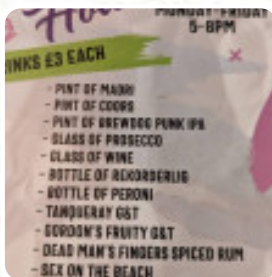 Hou
MONDAY-FRIDAY
5-8PM
INKS £3 EACH
- PINT OF MADRI
- PINT OF COORS
- PINT OF BREWDOG PUNK IPA
- GLASS OF PROSECCO
- GLASS OF WINE
- BOTTLE OF REKORDERLIG
- BOTTLE OF PERONI
- TANQUERAY G&T
- GORDON'S FRUITY G&T
- DEAD MAN'S FINGERS SPICED RUM
- SEX ON THE BEACH